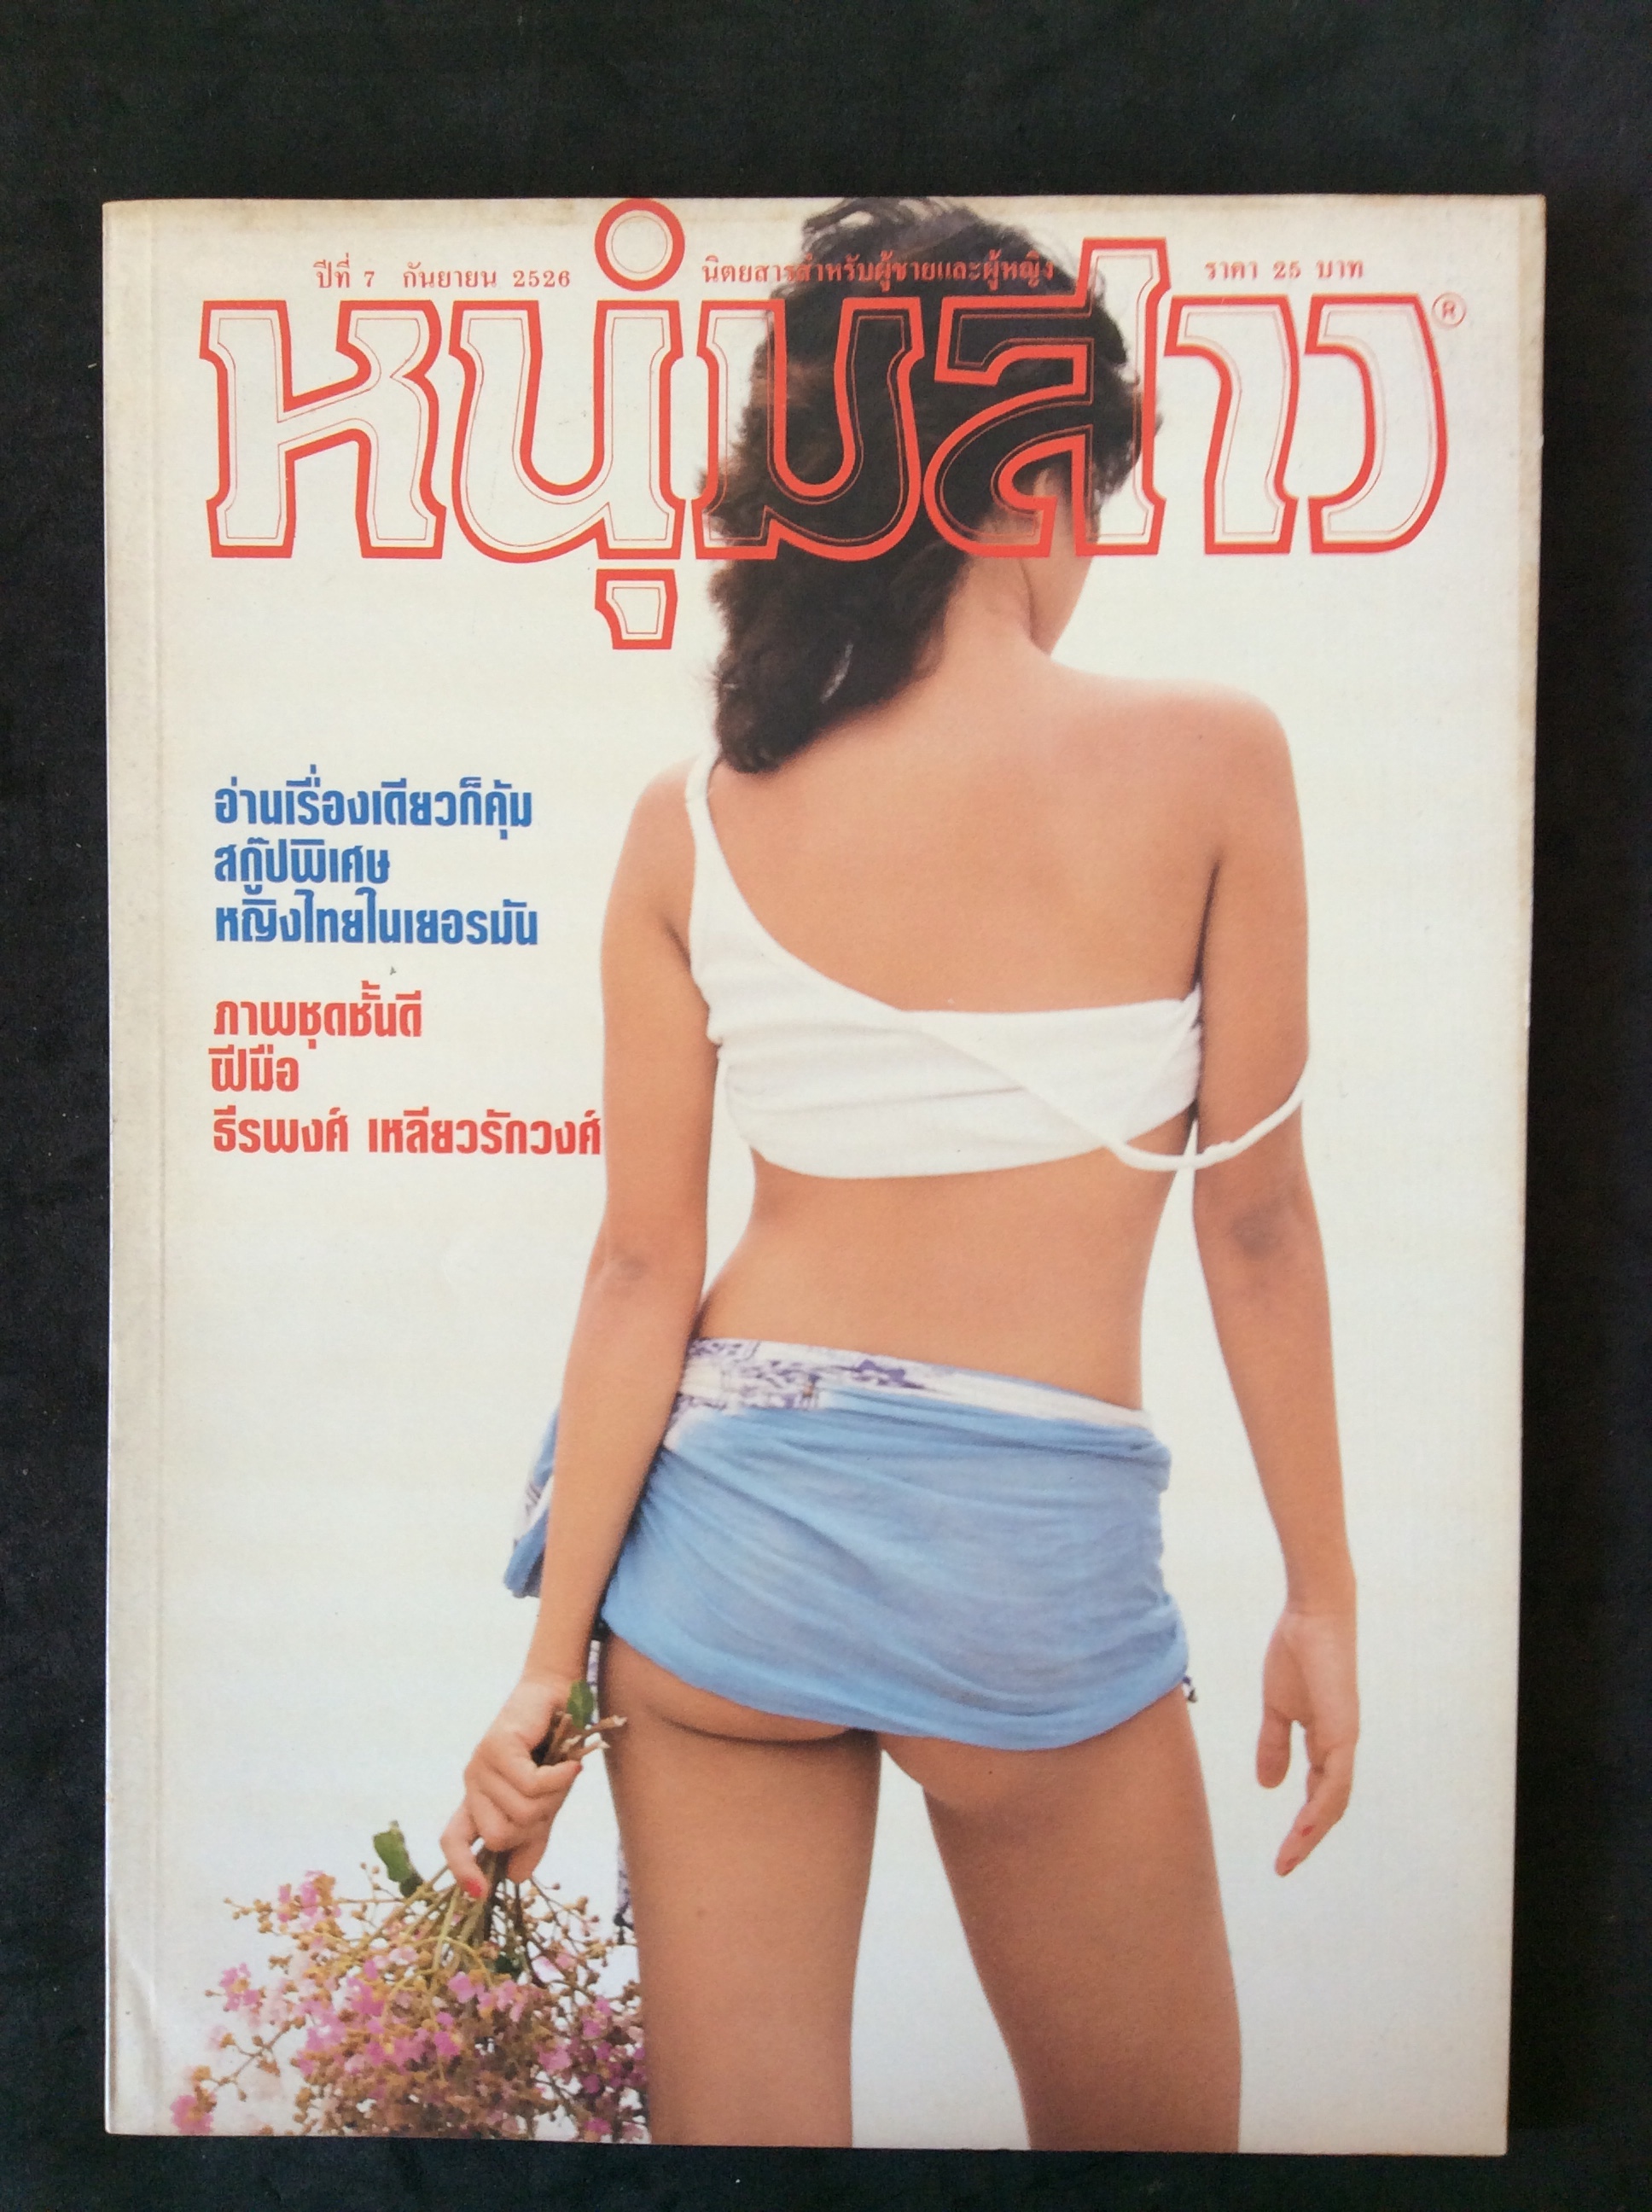 ปีที่ 7 กันยายน 2526 นิตยสารสำหรับผู้ชายและผู้หญิง ราคา 25 บาท
หนุ่มสาว ®
อ่านเรื่องเดียวก็คุ้ม
สกู๊ปพิเศษ
หญิงไทยในเยอรมัน
ภาพชุดชั้นดี
ฝีมือ
ธีรพงศ์ เหลียวรักวงศ์